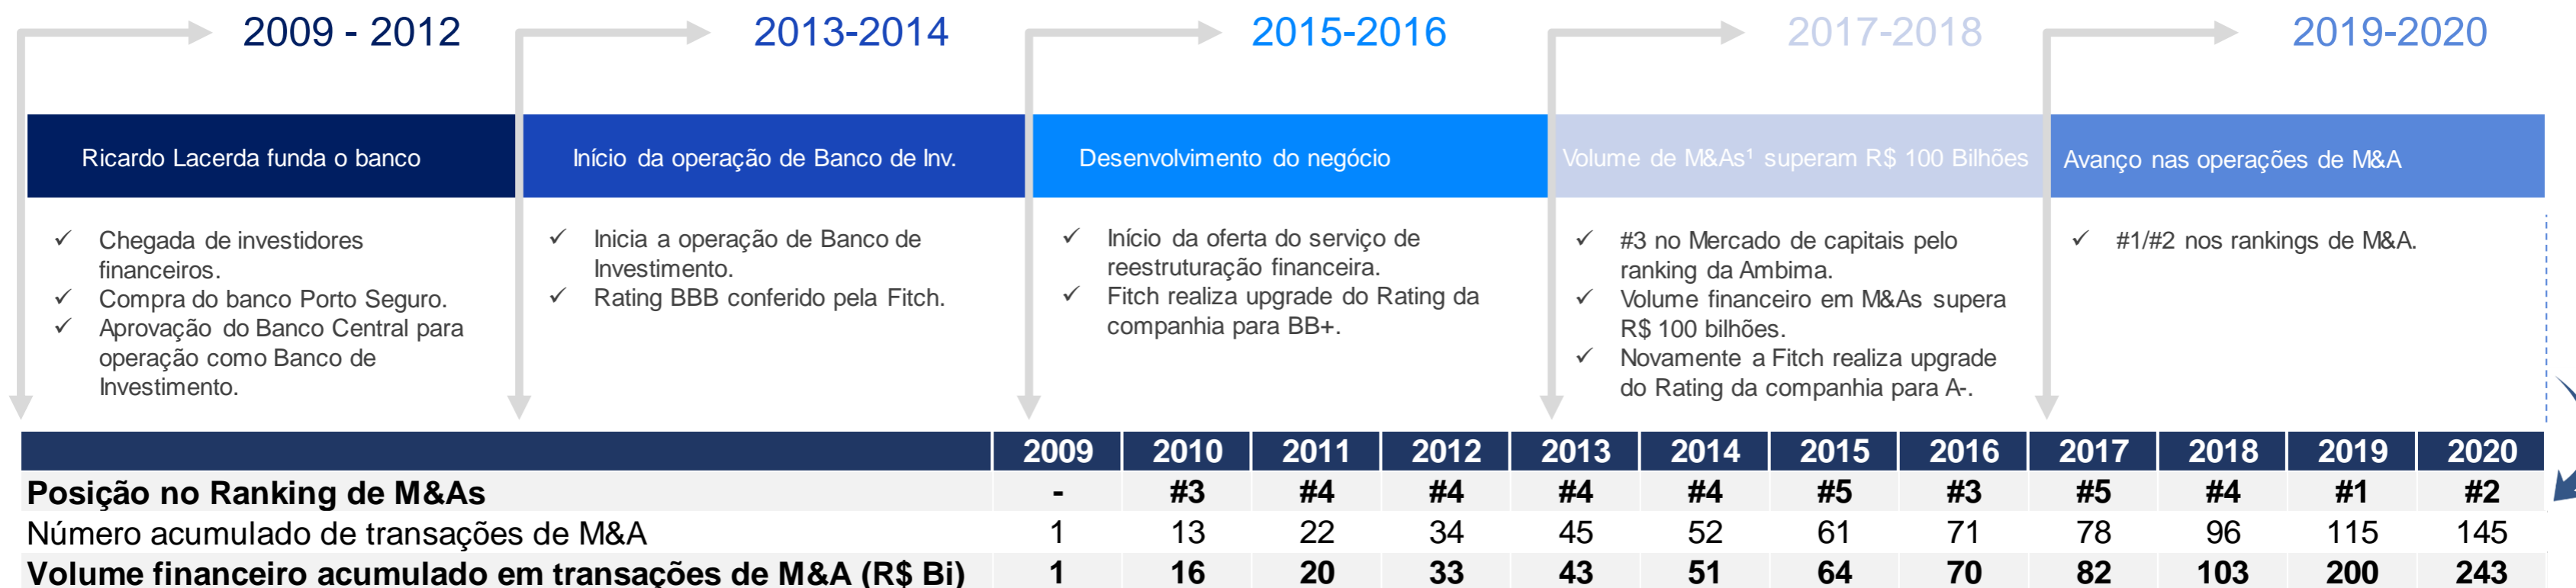 2009 - 2012
2013-2014
2015-2016
2017-2018
2019-2020
Ricardo Lacerda funda o banco
Início da operação de Banco de Inv.
Desenvolvimento do negócio
Volume de M&As¹ superam R$ 100 Bilhões
Avanço nas operações de M&A
✓ Chegada de investidores
financeiros.
✓ Compra do banco Porto Seguro.
✓ Aprovação do Banco Central para
operação como Banco de
Investimento.
✓ Inicia a operação de Banco de
Investimento.
✓ Rating BBB conferido pela Fitch.
✓ Início da oferta do serviço de
reestruturação financeira.
✓ Fitch realiza upgrade do Rating da
companhia para BB+.
✓ #3 no Mercado de capitais pelo
ranking da Ambima.
✓ Volume financeiro em M&As supera
R$ 100 bilhões.
✓ Novamente a Fitch realiza upgrade
do Rating da companhia para A-.
✓ #1/#2 nos rankings de M&A.
2009 2010 2011 2012 2013 2014 2015 2016 2017 2018 2019 2020
Posição no Ranking de M&As - #3 #4 #4 #4 #4 #5 #3 #5 #4 #1 #2
Número acumulado de transações de M&A 1 13 22 34 45 52 61 71 78 96 115 145
Volume financeiro acumulado em transações de M&A (R$ Bi) 1 16 20 33 43 51 64 70 82 103 200 243